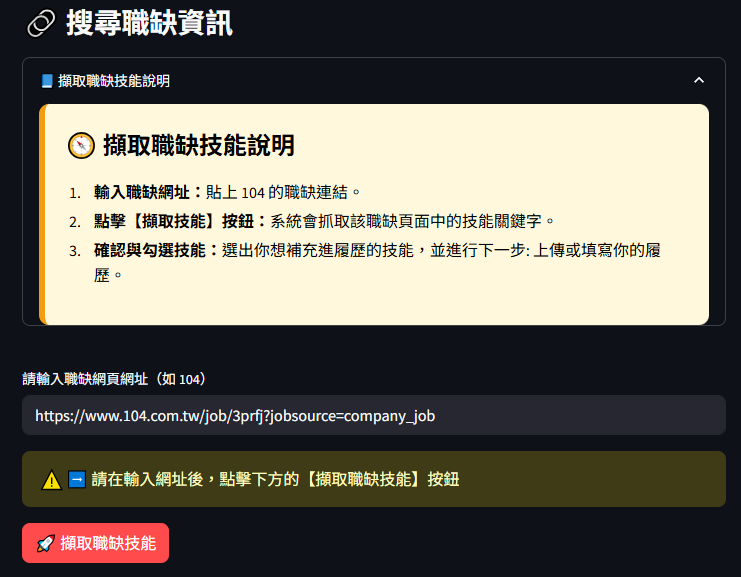 🔗 搜尋職缺資訊
📘 擷取職缺技能說明
🧭 擷取職缺技能說明
1. 輸入職缺網址：貼上 104 的職缺連結。
2. 點擊【擷取技能】按鈕：系統會抓取該職缺頁面中的技能關鍵字。
3. 確認與勾選技能：選出你想補充進履歷的技能，並進行下一步: 上傳或填寫你的履
歷。
請輸入職缺網頁網址（如 104）
https://www.104.com.tw/job/3prfj?jobsource=company_job
⚠️ ➡️ 請在輸入網址後，點擊下方的【擷取職缺技能】按鈕
🚀 擷取職缺技能